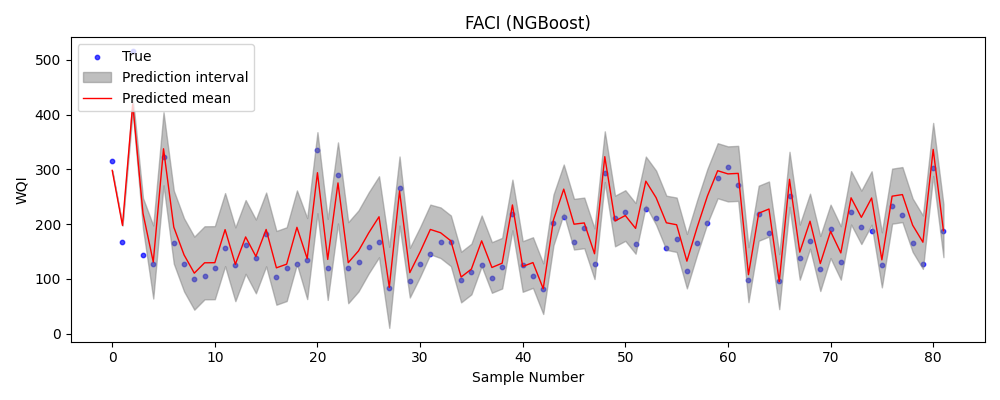 FACI (NGBoost)
True
Prediction interval
Predicted mean
WQI
500
400
300
200
100
0
0 10 20 30 40 50 60 70 80
Sample Number